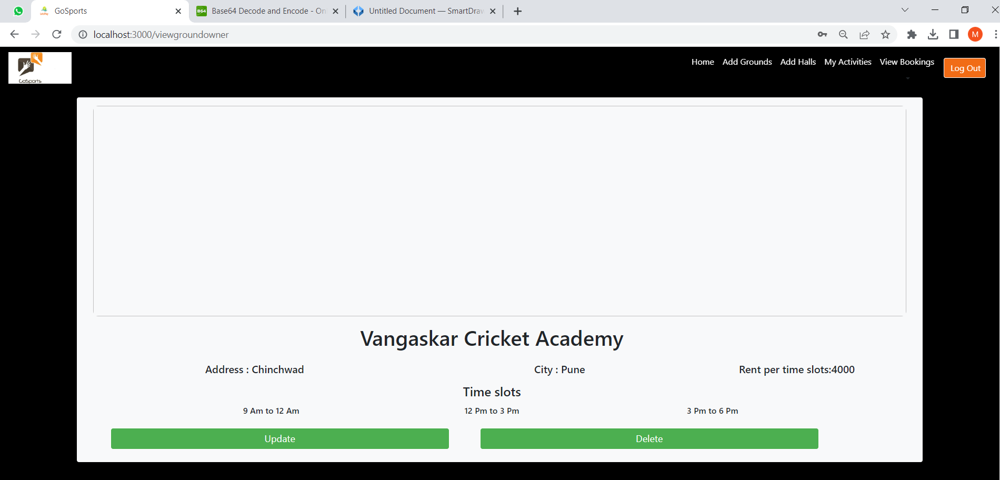 GoSports
Base64 Decode and Encode - On
Untitled Document — SmartDraw
localhost:3000/viewgroundowner
M
GoSports
Home Add Grounds Add Halls My Activities View Bookings Log Out
Vangaskar Cricket Academy
Address : Chinchwad City : Pune Rent per time slots:4000
Time slots
9 Am to 12 Am 12 Pm to 3 Pm 3 Pm to 6 Pm
Update Delete